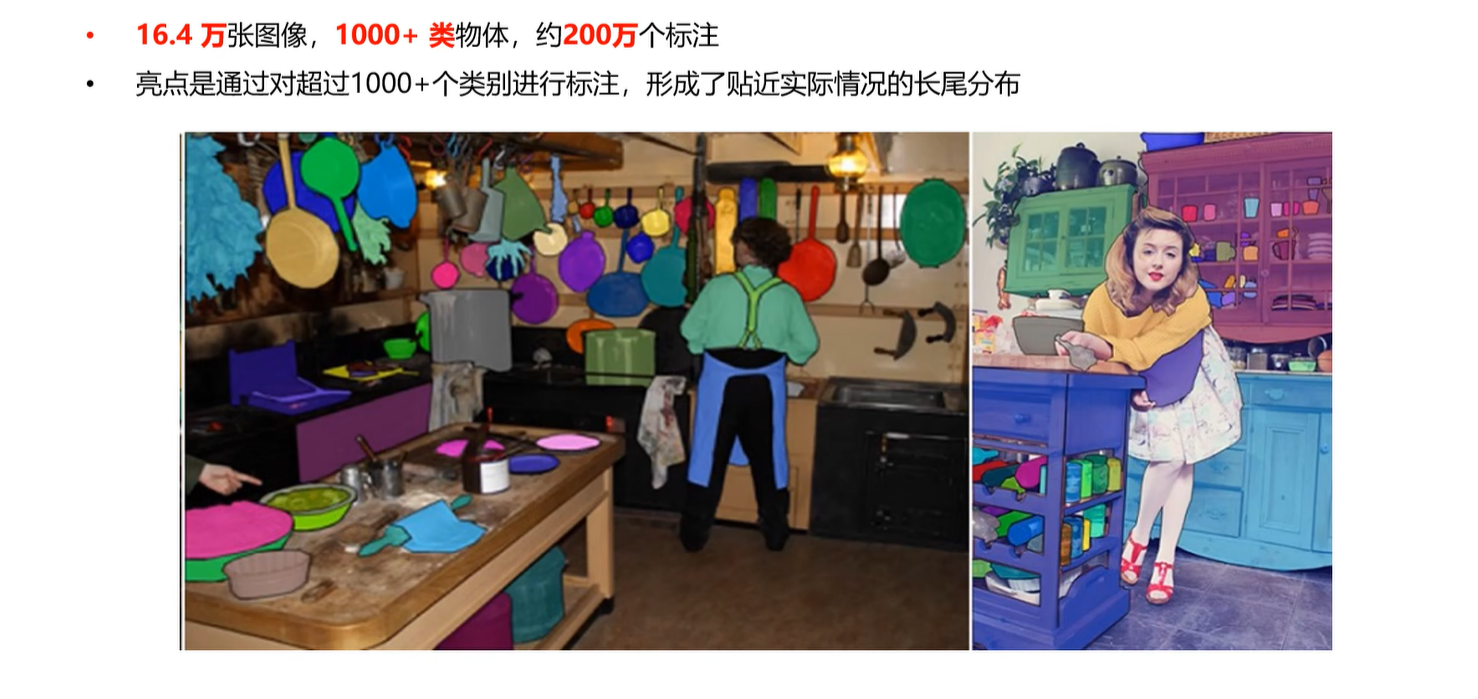 • 16.4 万张图像，1000+ 类物体，约200万个标注
• 亮点是通过对超过1000+个类别进行标注，形成了贴近实际情况的长尾分布